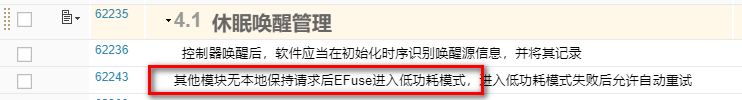 62235 4.1 休眠唤醒管理
62236 控制器唤醒后，软件应当在初始化时序识别唤醒源信息，并将其记录
62243 其他模块无本地保持请求后EFuse进入低功耗模式，进入低功耗模式失败后允许自动重试